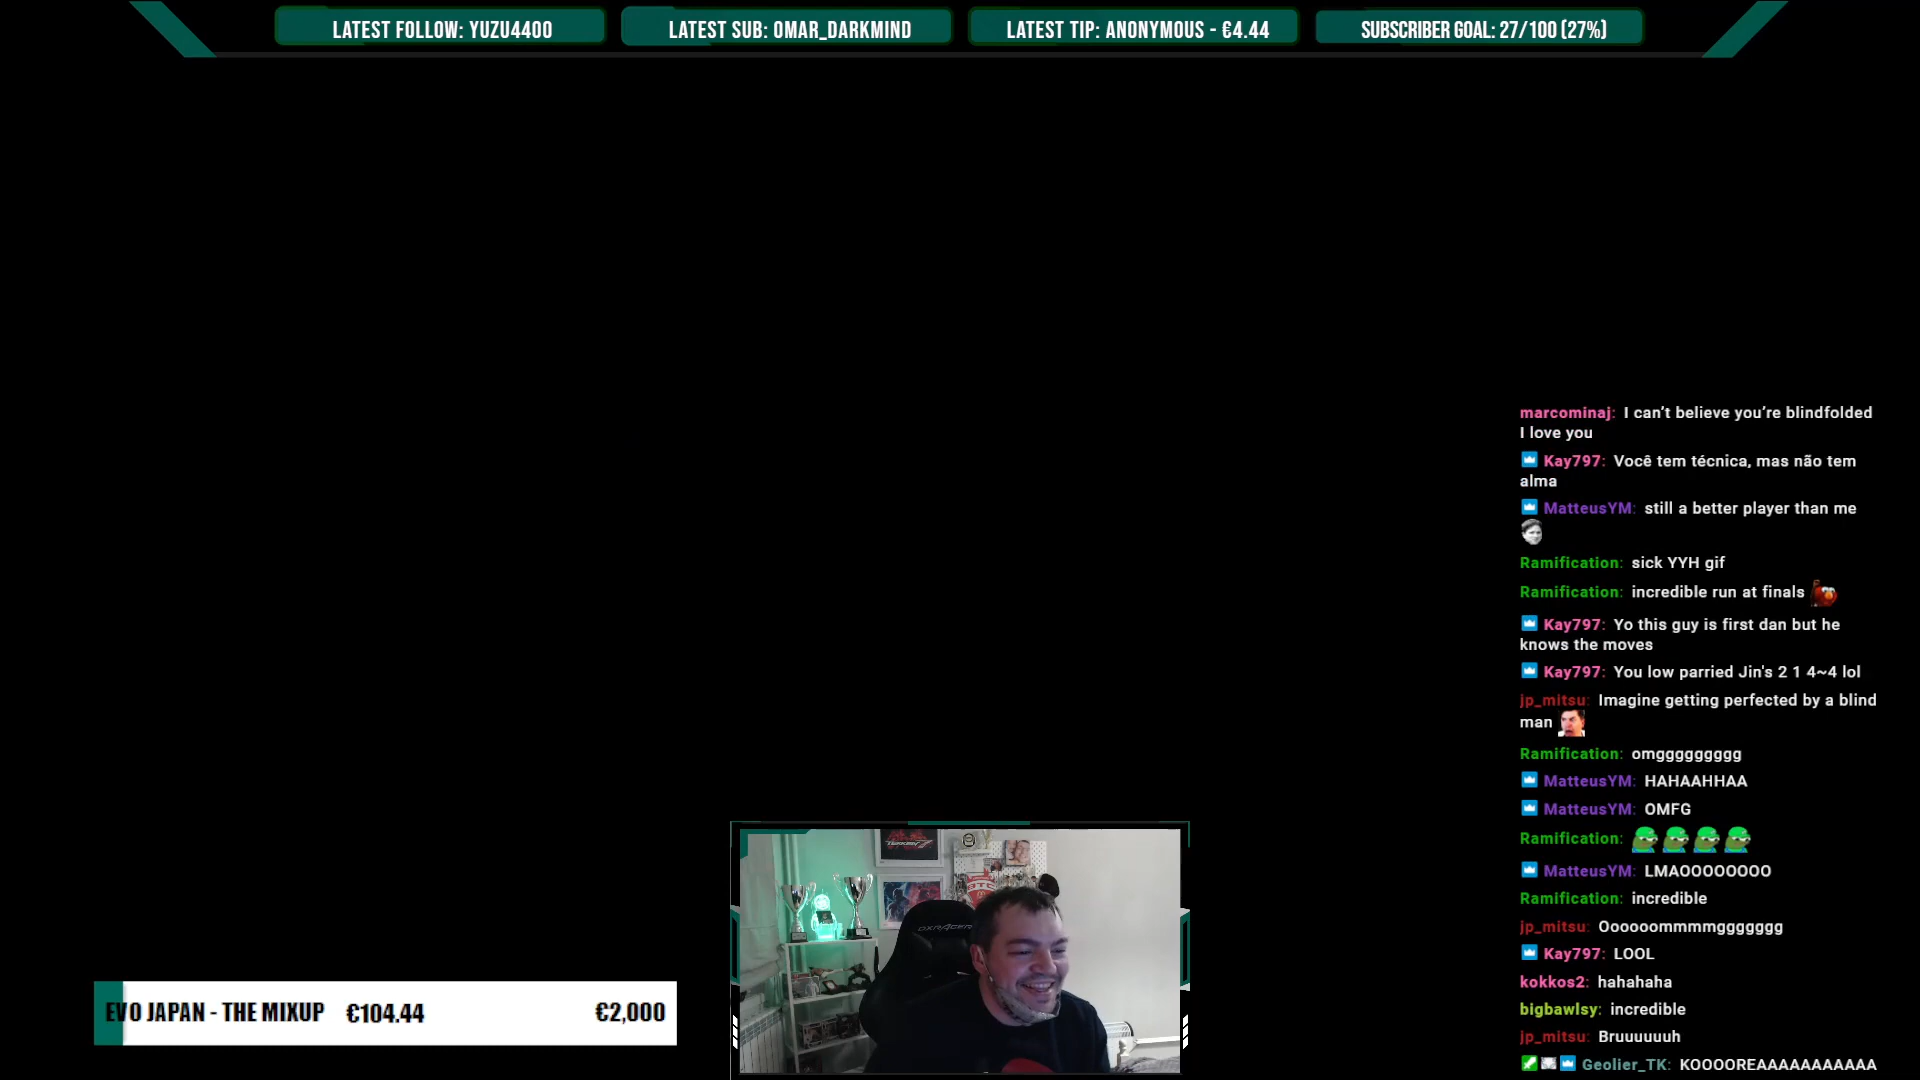 LATEST FOLLOW: YUZU4400
LATEST SUB: OMAR_DARKMIND
LATEST TIP: ANONYMOUS - €4.44
SUBSCRIBER GOAL: 27/100 (27%)
marcominaj: I can’t believe you’re blindfolded
I love you
Kay797: Você tem técnica, mas não tem
alma
MatteusYM: still a better player than me
Ramification: sick YYH gif
Ramification: incredible run at finals
Kay797: Yo this guy is first dan but he
knows the moves
Kay797: You low parried Jin's 2 1 4~4 lol
jp_mitsu: Imagine getting perfected by a blind
man
Ramification: omggggggggg
MatteusYM: HAHAAHHAA
MatteusYM: OMFG
Ramification:
MatteusYM: LMAOOOOOOOO
Ramification: incredible
jp_mitsu: Oooooommmmggggggg
Kay797: LOOL
kokkos2: hahahaha
bigbawlsy: incredible
jp_mitsu: Bruuuuuuh
Geolier_TK: KOOOOREAAAAAAAAAAA
TEKKEN 7
DXRACER
EVO JAPAN - THE MIXUP €104.44 €2,000